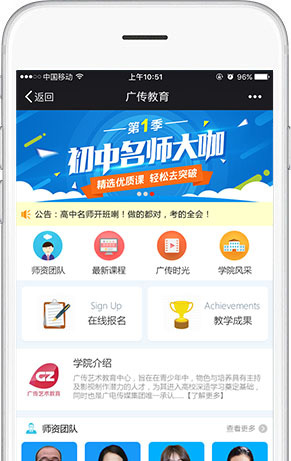 中国移动 上午10:51 96%
返回 广传教育
第1季
初中名师大咖
精选优质课 轻松去突破
公告：高中名师开班喇！做的都对，考的全会！
师资团队 最新课程 广传时光 学院风采
Sign Up
在线报名
Achievements
教学成果
GZ
广传艺术教育
学院介绍
广传艺术教育中心，旨在在青少年中，物色与培养具有主持
及影视制作潜力的人才，为其进入高校深造学习奠定基础，
同时也是广电传媒集团唯一承认......【了解更多】
师资团队 查看更多 >